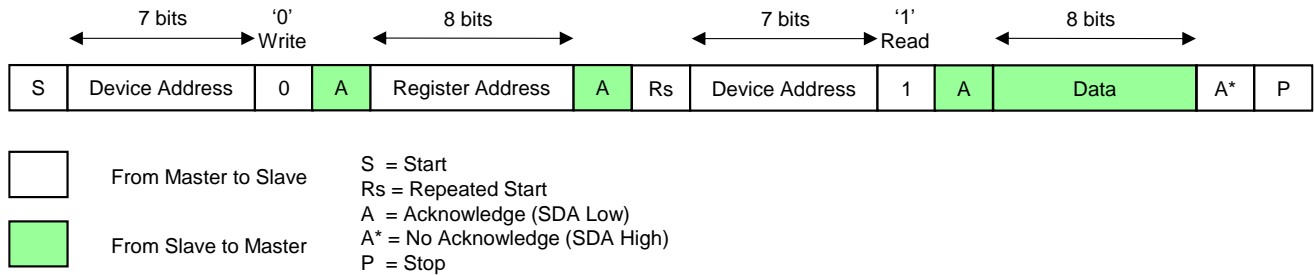 7 bits ‘0’ 8 bits 7 bits ‘1’ 8 bits
Write Read
S Device Address 0 A Register Address A Rs Device Address 1 A Data A* P
From Master to Slave
From Slave to Master
S = Start
Rs = Repeated Start
A = Acknowledge (SDA Low)
A* = No Acknowledge (SDA High)
P = Stop